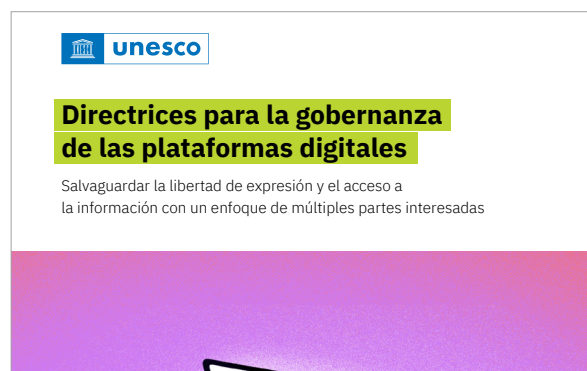 unesco
Directrices para la gobernanza
de las plataformas digitales
Salvaguardar la libertad de expresión y el acceso a
la información con un enfoque de múltiples partes interesadas